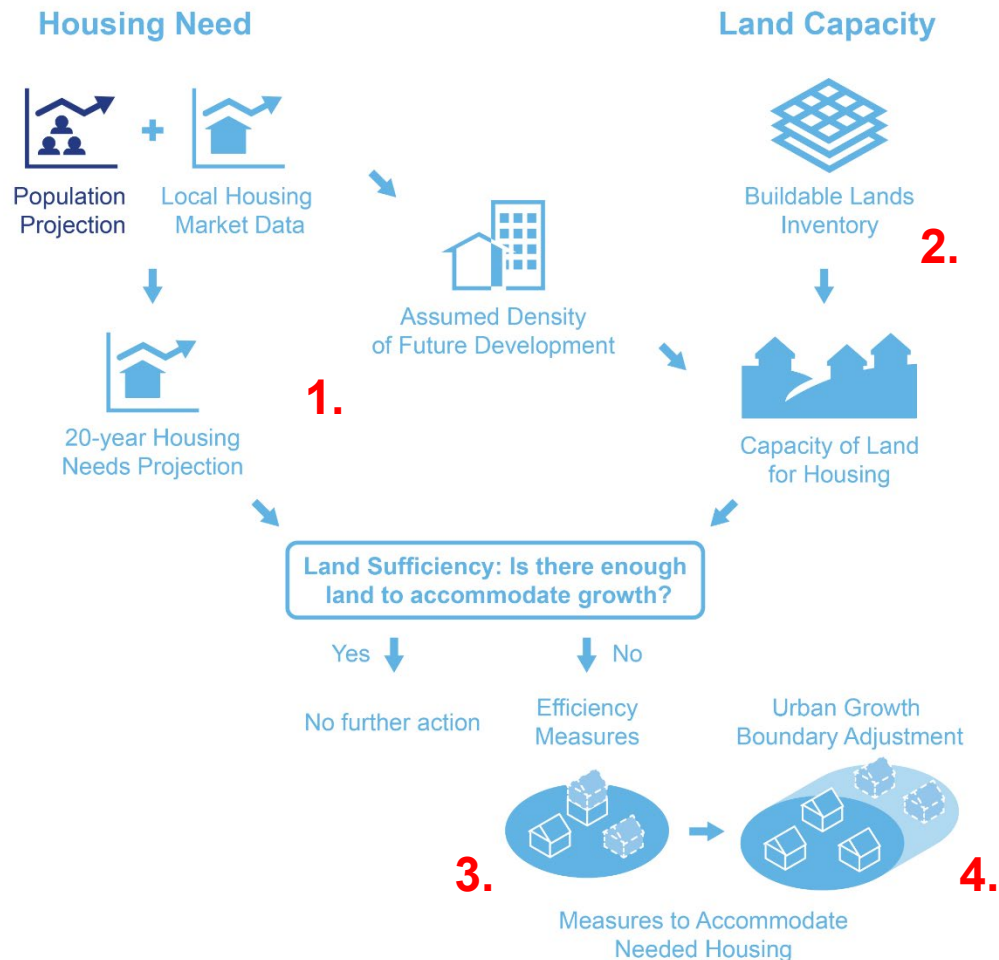 Housing Need
Land Capacity
Population
Projection
+
Local Housing
Market Data
Buildable Lands
Inventory
2.
Assumed Density
of Future Development
1.
20-year Housing
Needs Projection
Capacity of Land
for Housing
Land Sufficiency: Is there enough
land to accommodate growth?
Yes
No
No further action
Efficiency
Measures
Urban Growth
Boundary Adjustment
3.
4.
Measures to Accommodate
Needed Housing